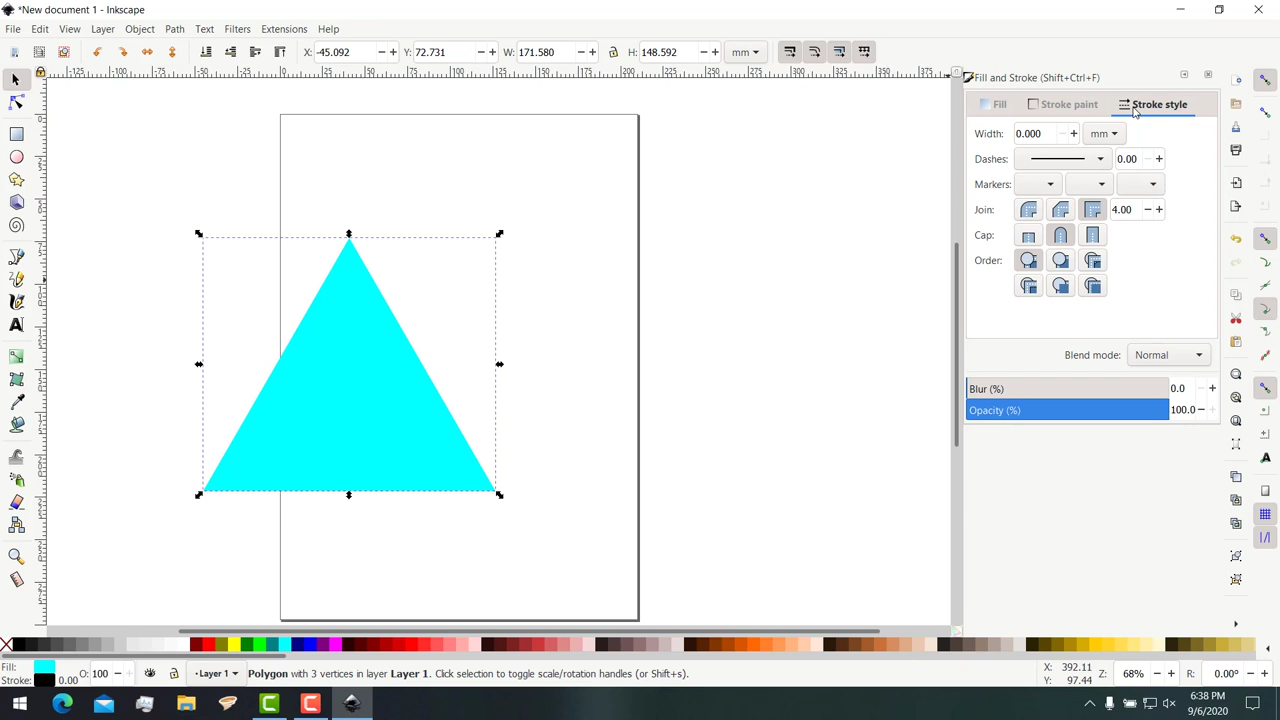 *New document 1 - Inkscape
File Edit View Layer Object Path Text Filters Extensions Help
X: -45.092 Y: 72.731 W: 171.580 H: 148.592 mm
Fill and Stroke (Shift+Ctrl+F)
Fill Stroke paint Stroke style
Width: 0.000 mm
Dashes: 0.00
Markers:
Join: 4.00
Cap:
Order:
Blend mode: Normal
Blur (%) 0.0
Opacity (%) 100.0
Fill:
Stroke: 0.00 O: 100 Layer 1 Polygon with 3 vertices in layer Layer 1. Click selection to toggle scale/rotation handles (or Shift+s). X: 392.11 Y: 97.44 Z: 68% R: 0.00°
6:38 PM
9/6/2020